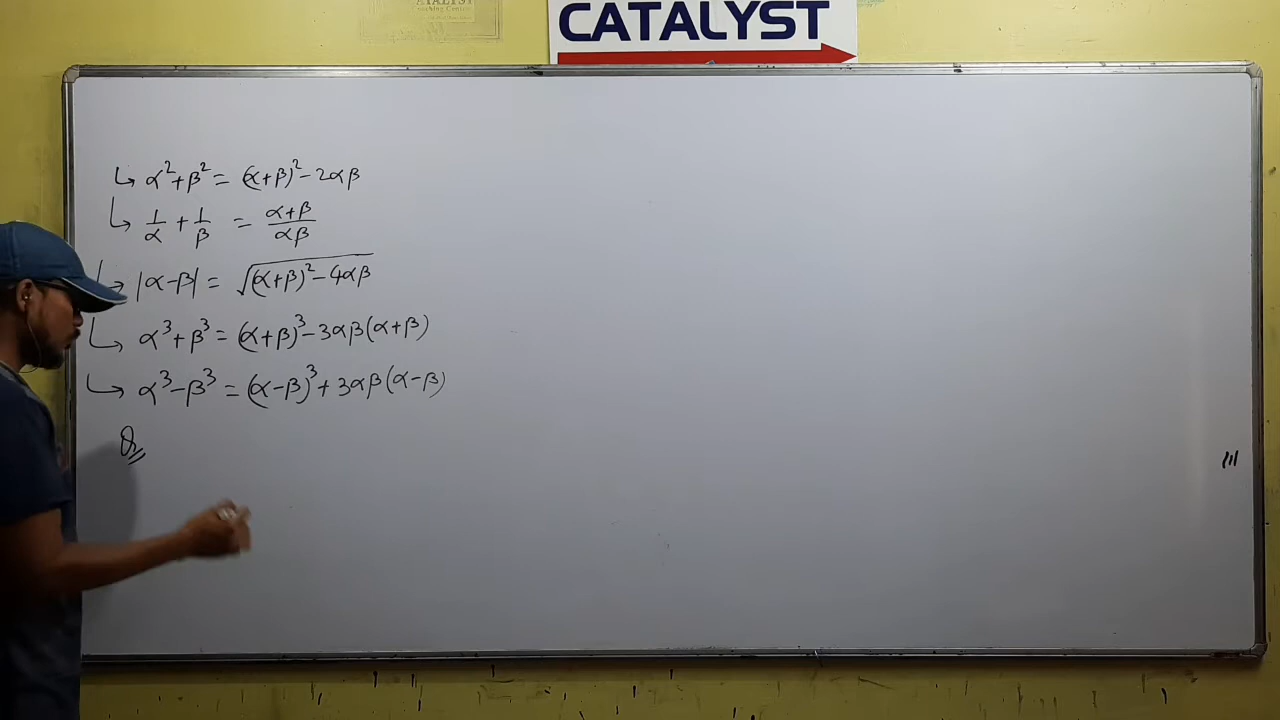 CATALYST
↳ α²+β² = (α+β)²-2αβ
↳ 1/α + 1/β = α+β/αβ
↳ |α-β| = √(α+β)²-4αβ
↳ α³+β³ = (α+β)³-3αβ(α+β)
↳ α³-β³ = (α-β)³+3αβ(α-β)
Q